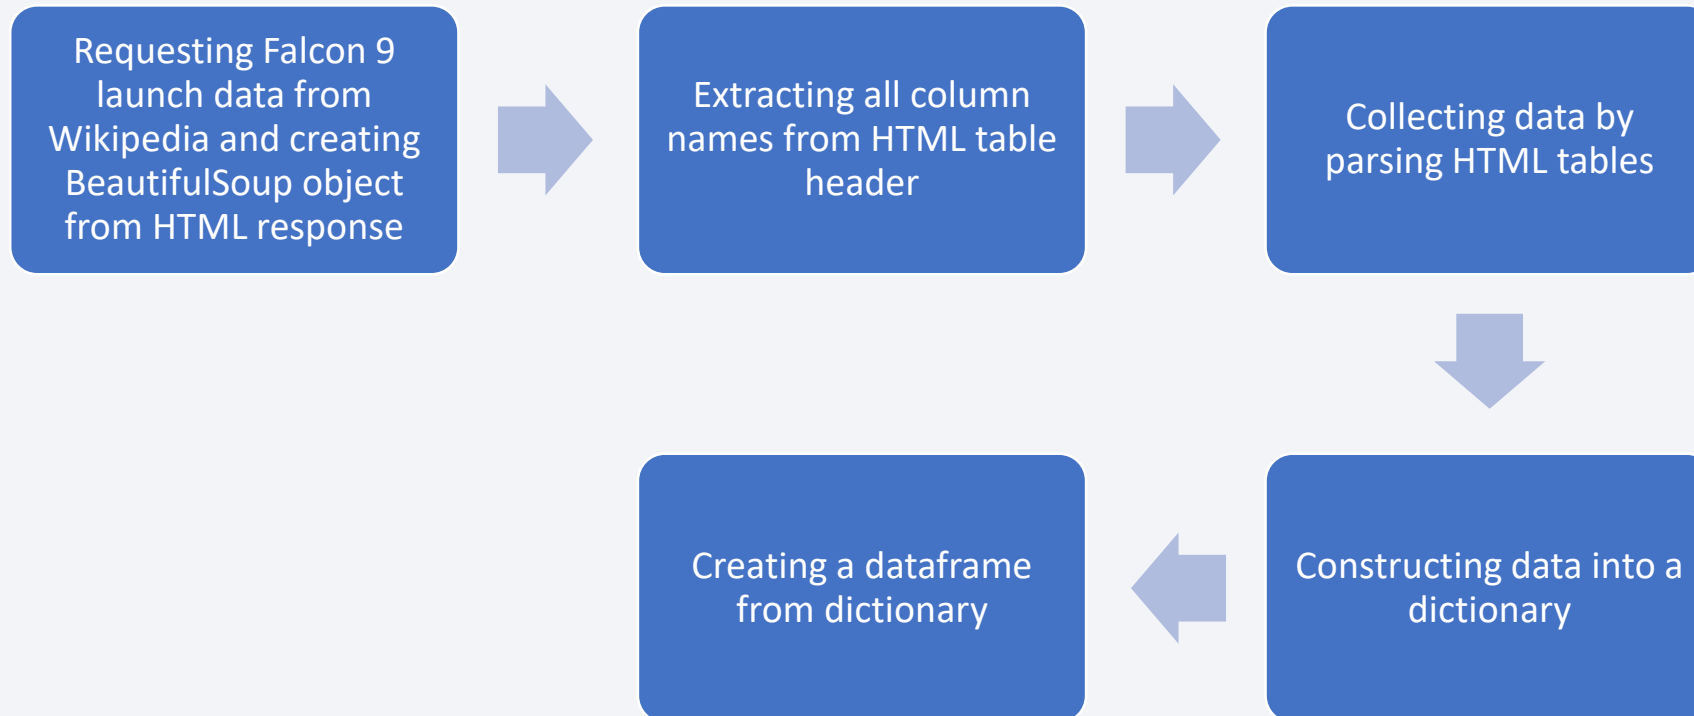 Requesting Falcon 9
launch data from
Wikipedia and creating
BeautifulSoup object
from HTML response
Extracting all column
names from HTML table
header
Collecting data by
parsing HTML tables
Constructing data into a
dictionary
Creating a dataframe
from dictionary